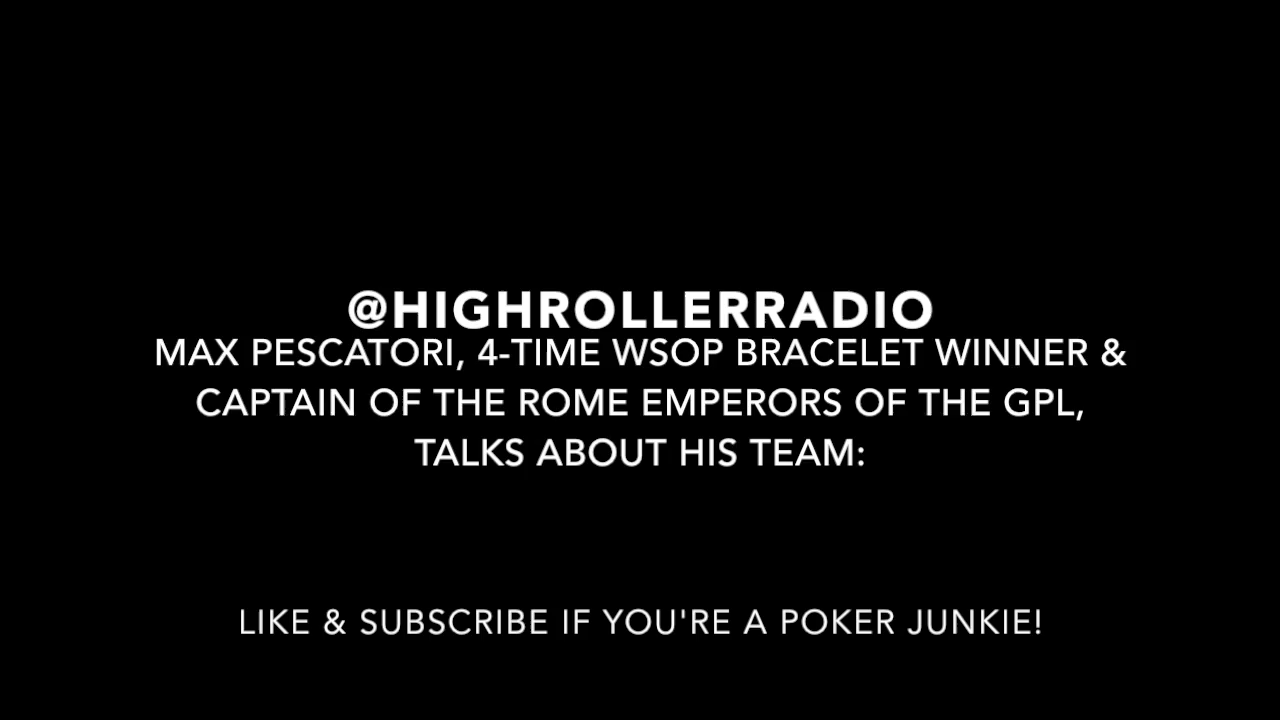 @HIGHROLLERRADIO
MAX PESCATORI, 4-TIME WSOP BRACELET WINNER &
CAPTAIN OF THE ROME EMPERORS OF THE GPL,
TALKS ABOUT HIS TEAM:
LIKE & SUBSCRIBE IF YOU'RE A POKER JUNKIE!